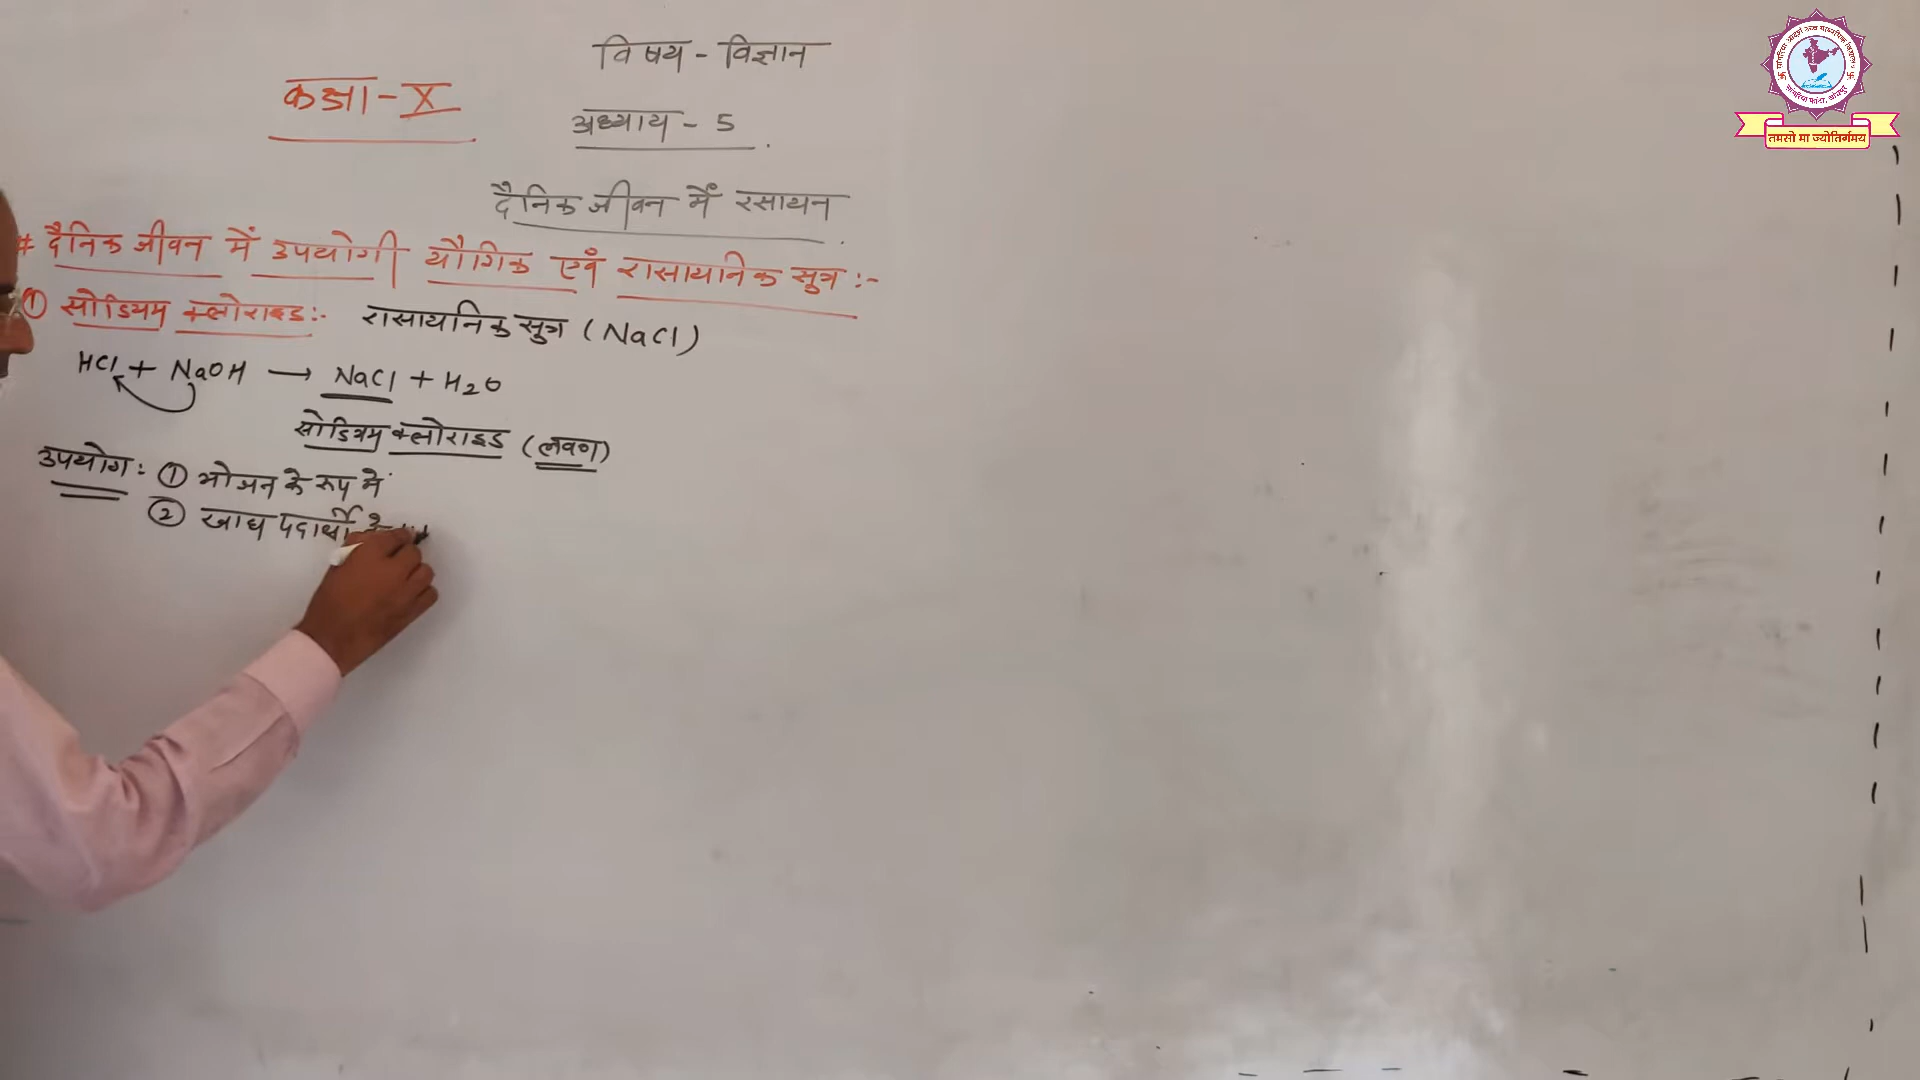 विषय - विज्ञान
कक्षा - X
अध्याय - 5
दैनिक जीवन में रसायन
* दैनिक जीवन में उपयोगी यौगिक एवं रासायनिक सुत्र :-
① सोडियम क्लोराइड :- रासायनिक सुत्र (NaCl)
HCl + NaOH → NaCl + H2O
सोडियम क्लोराइड (लवण)
उपयोग : ① भोजन के रूप में
② खाद्य पदार्थो के
तमसो मा ज्योतिर्गमय